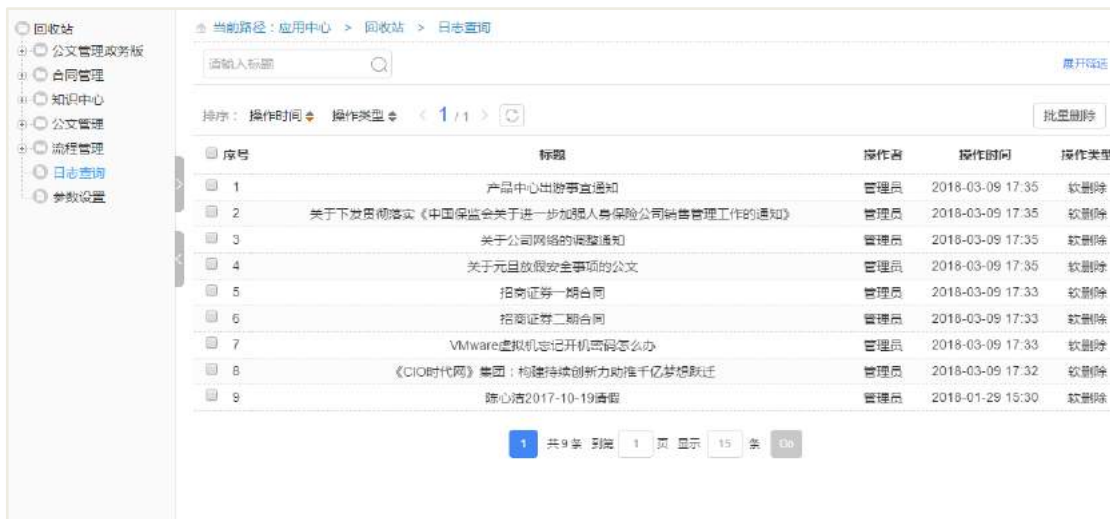 回收站
公文管理政务版
合同管理
知识中心
公文管理
流程管理
日志查询
参数设置
当前路径：应用中心 > 回收站 > 日志查询
请输入标题
展开筛选
排序： 操作时间 操作类型 < 1 / 1 >
批量删除
序号 标题 操作者 操作时间 操作类型
1 产品中心出游事宜通知 管理员 2018-03-09 17:35 软删除
2 关于下发贯彻落实《中国保监会关于进一步加强人身保险公司销售管理工作的通知》 管理员 2018-03-09 17:35 软删除
3 关于公司网络的调整通知 管理员 2018-03-09 17:35 软删除
4 关于元旦放假安全事项的公文 管理员 2018-03-09 17:35 软删除
5 招商证券一期合同 管理员 2018-03-09 17:33 软删除
6 招商证券二期合同 管理员 2018-03-09 17:33 软删除
7 VMware虚拟机忘记开机密码怎么办 管理员 2018-03-09 17:33 软删除
8 《CIO时代网》集团：构建持续创新力助推千亿梦想跃迁 管理员 2018-03-09 17:32 软删除
9 陈心洁2017-10-19请假 管理员 2018-01-29 15:30 软删除
1 共9条 到第 1 页 显示 15 条 Go